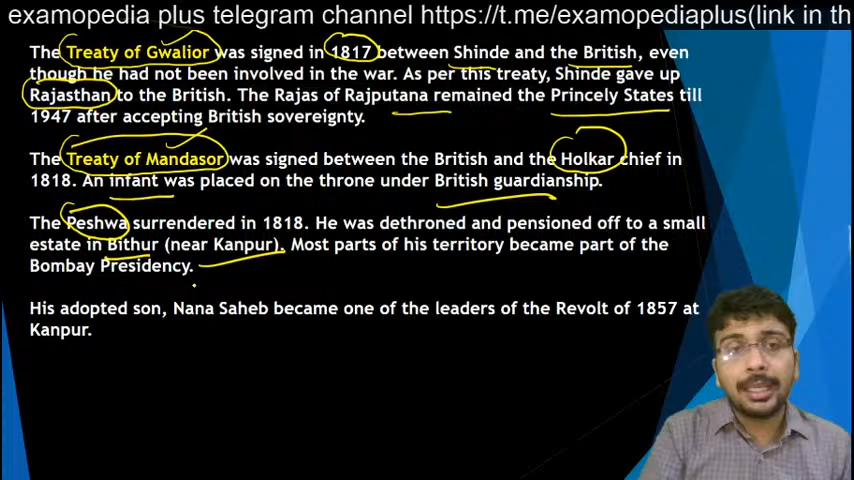 examopedia plus telegram channel https://t.me/examopediaplus(link in th
The Treaty of Gwalior was signed in 1817 between Shinde and the British, even
though he had not been involved in the war. As per this treaty, Shinde gave up
Rajasthan to the British. The Rajas of Rajputana remained the Princely States till
1947 after accepting British sovereignty.
The Treaty of Mandasor was signed between the British and the Holkar chief in
1818. An infant was placed on the throne under British guardianship.
The Peshwa surrendered in 1818. He was dethroned and pensioned off to a small
estate in Bithur (near Kanpur). Most parts of his territory became part of the
Bombay Presidency.
His adopted son, Nana Saheb became one of the leaders of the Revolt of 1857 at
Kanpur.